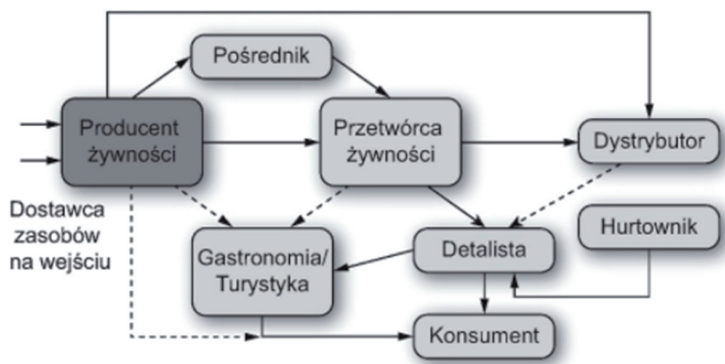 Pośrednik
Producent
żywności
Przetwórca
żywności
Dystrybutor
Dostawca
zasobów
na wejściu
Gastronomia/
Turystyka
Detalista
Hurtownik
Konsument